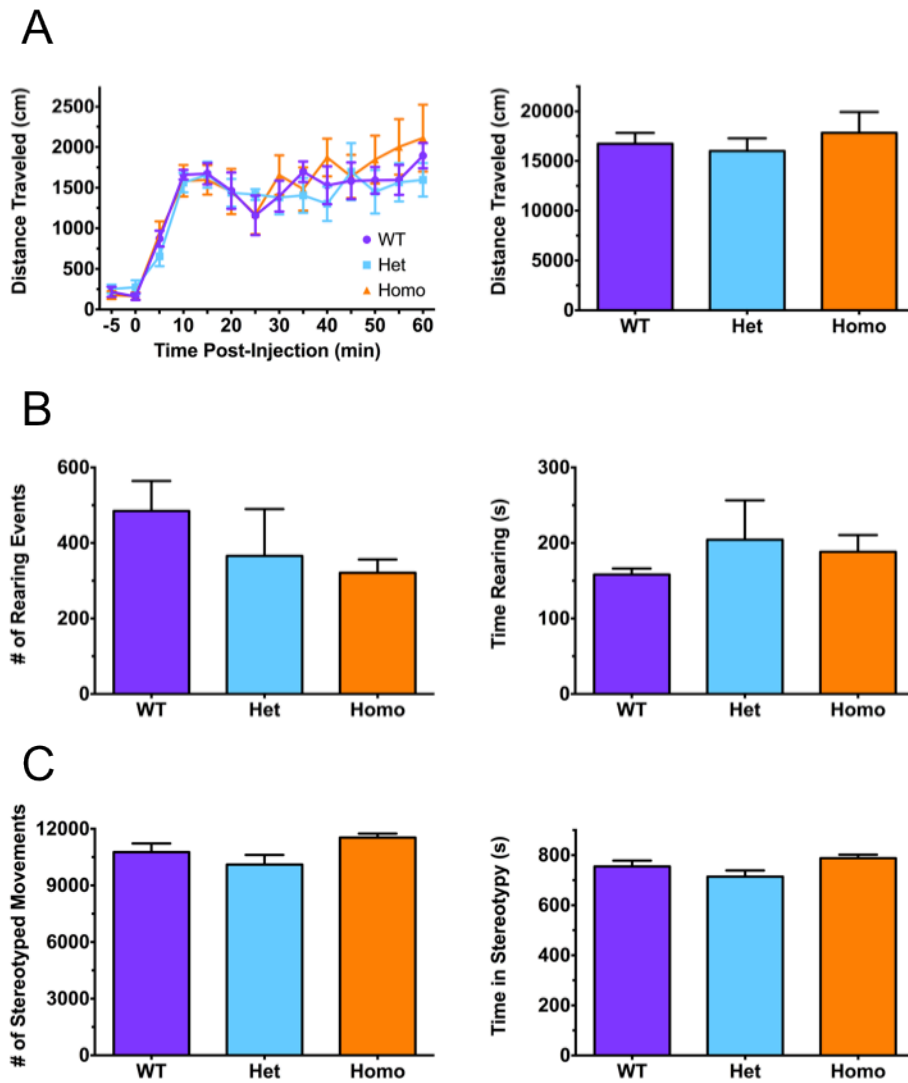 A
Distance Traveled (cm)
2500
2000
1500
1000
500
0
-5 0 10 20 30 40 50 60
Time Post-Injection (min)
WT
Het
Homo
Distance Traveled (cm)
20000
15000
10000
5000
0
WT Het Homo
B
# of Rearing Events
600
400
200
0
WT Het Homo
Time Rearing (s)
300
200
100
0
WT Het Homo
C
# of Stereotyped Movements
12000
9000
6000
3000
0
WT Het Homo
Time in Stereotypy (s)
800
600
400
200
0
WT Het Homo